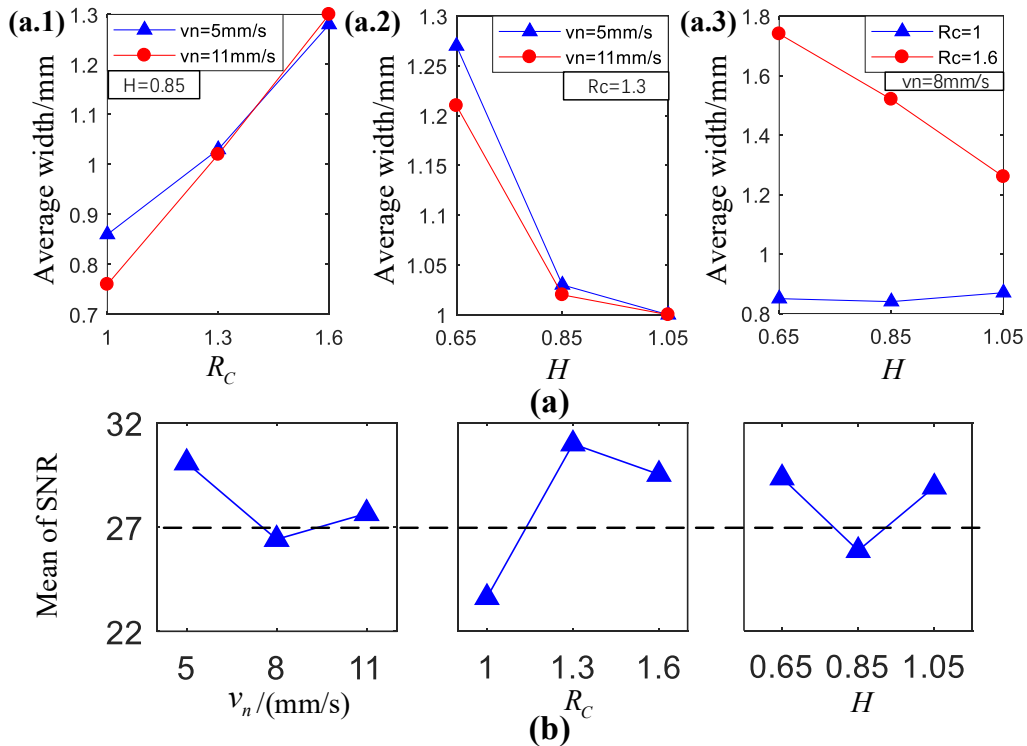 (a.1)
1.3
1.2
1.1
1
0.9
0.8
0.7
Average width/mm
vn=5mm/s
vn=11mm/s
H=0.85
1 1.3 1.6
R_C
(a.2)
1.3
1.25
1.2
1.15
1.1
1.05
1
Average width/mm
vn=5mm/s
vn=11mm/s
Rc=1.3
0.65 0.85 1.05
H
(a.3)
1.8
1.6
1.4
1.2
1
0.8
Average width/mm
Rc=1
Rc=1.6
vn=8mm/s
0.65 0.85 1.05
H
(a)
32
27
22
Mean of SNR
5 8 11
v_n/(mm/s)
1 1.3 1.6
R_C
0.65 0.85 1.05
H
(b)